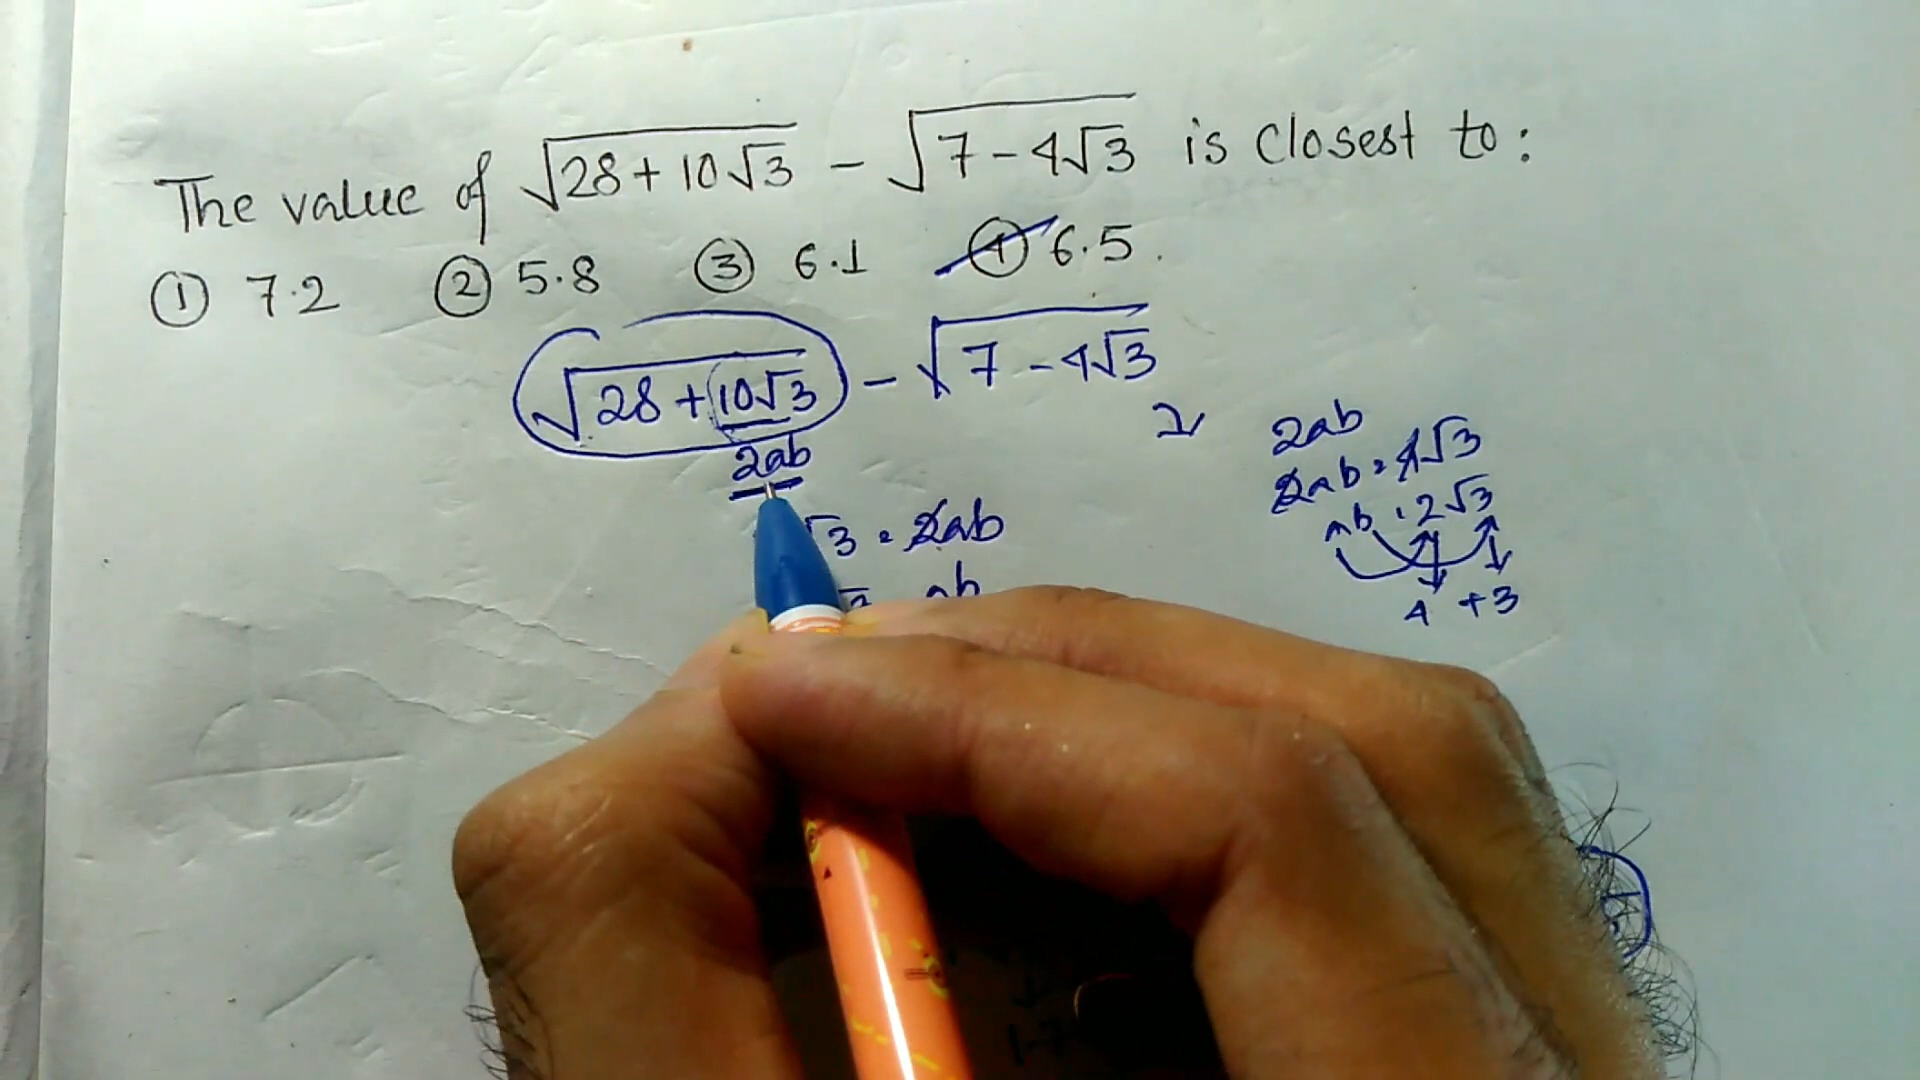 The value of √28+10√3 − √7−4√3 is closest to:
① 7.2 ② 5.8 ③ 6.1 ④ 6.5.
√28+10√3 − √7−4√3
2ab
√3 = 2ab
ab
2ab
2ab = 4√3
ab = 2√3
4 +3